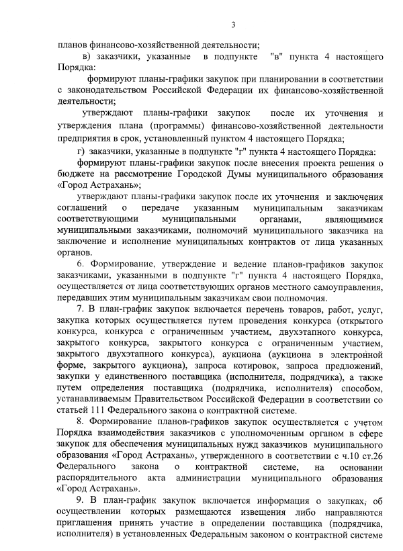 3
планов финансово-хозяйственной деятельности;
в) заказчики, указанные в подпункте "в" пункта 4 настоящего
Порядка:
формируют планы-графики закупок при планировании в соответствии
с законодательством Российской Федерации их финансово-хозяйственной
деятельности;
утверждают планы-графики закупок после их уточнения и
утверждения плана (программы) финансово-хозяйственной деятельности
предприятия в срок, установленный пунктом 4 настоящего Порядка;
г) заказчики, указанные в подпункте "г" пункта 4 настоящего Порядка:
формируют планы-графики закупок после внесения проекта решения о
бюджете на рассмотрение Городской Думы муниципального образования
«Город Астрахань»;
утверждают планы-графики закупок после их уточнения и заключения
соглашений о передаче указанным муниципальным заказчикам
соответствующими муниципальными органами, являющимися
муниципальными заказчиками, полномочий муниципального заказчика на
заключение и исполнение муниципальных контрактов от лица указанных
органов.
6. Формирование, утверждение и ведение планов-графиков закупок
заказчиками, указанными в подпункте "г" пункта 4 настоящего Порядка,
осуществляется от лица соответствующих органов местного самоуправления,
передавших этим муниципальным заказчикам свои полномочия.
7. В план-график закупок включается перечень товаров, работ, услуг,
закупка которых осуществляется путем проведения конкурса (открытого
конкурса, конкурса с ограниченным участием, двухэтапного конкурса,
закрытого конкурса, закрытого конкурса с ограниченным участием,
закрытого двухэтапного конкурса), аукциона (аукциона в электронной
форме, закрытого аукциона), запроса котировок, запроса предложений,
закупки у единственного поставщика (исполнителя, подрядчика), а также
путем определения поставщика (подрядчика, исполнителя) способом,
устанавливаемым Правительством Российской Федерации в соответствии со
статьей 111 Федерального закона о контрактной системе.
8. Формирование планов-графиков закупок осуществляется с учетом
Порядка взаимодействия заказчиков с уполномоченным органом в сфере
закупок для обеспечения муниципальных нужд заказчиков муниципального
образования «Город Астрахань», утвержденного в соответствии с ч.10 ст.26
Федерального закона о контрактной системе, на основании
распорядительного акта администрации муниципального образования
«Город Астрахань».
9. В план-график закупок включается информация о закупках, об
осуществлении которых размещаются извещения либо направляются
приглашения принять участие в определении поставщика (подрядчика,
исполнителя) в установленных Федеральным законом о контрактной системе